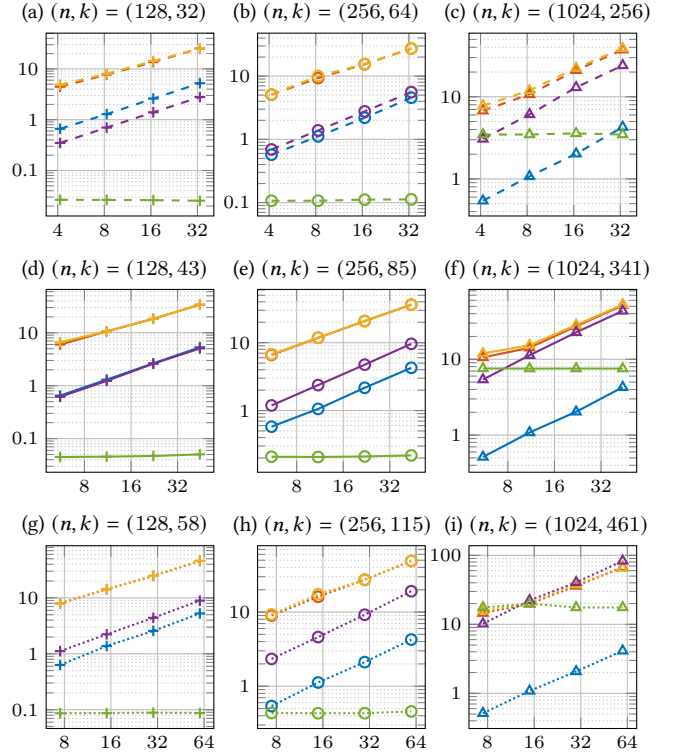 (a) (n, k) = (128, 32)
(b) (n, k) = (256, 64)
(c) (n, k) = (1024, 256)
10
1
0.1
4 8 16 32
10
1
0.1
4 8 16 32
10
1
4 8 16 32
(d) (n, k) = (128, 43)
(e) (n, k) = (256, 85)
(f) (n, k) = (1024, 341)
10
1
0.1
8 16 32
10
1
8 16 32
10
1
8 16 32
(g) (n, k) = (128, 58)
(h) (n, k) = (256, 115)
(i) (n, k) = (1024, 461)
10
1
0.1
8 16 32 64
10
1
8 16 32 64
100
10
1
8 16 32 64